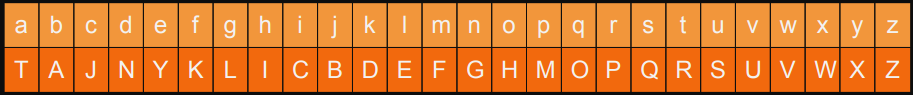 a b c d e f g h i j k l m n o p q r s t u v w x y z
T A J N Y K L I C B D E F G H M O P Q R S U V W X Z